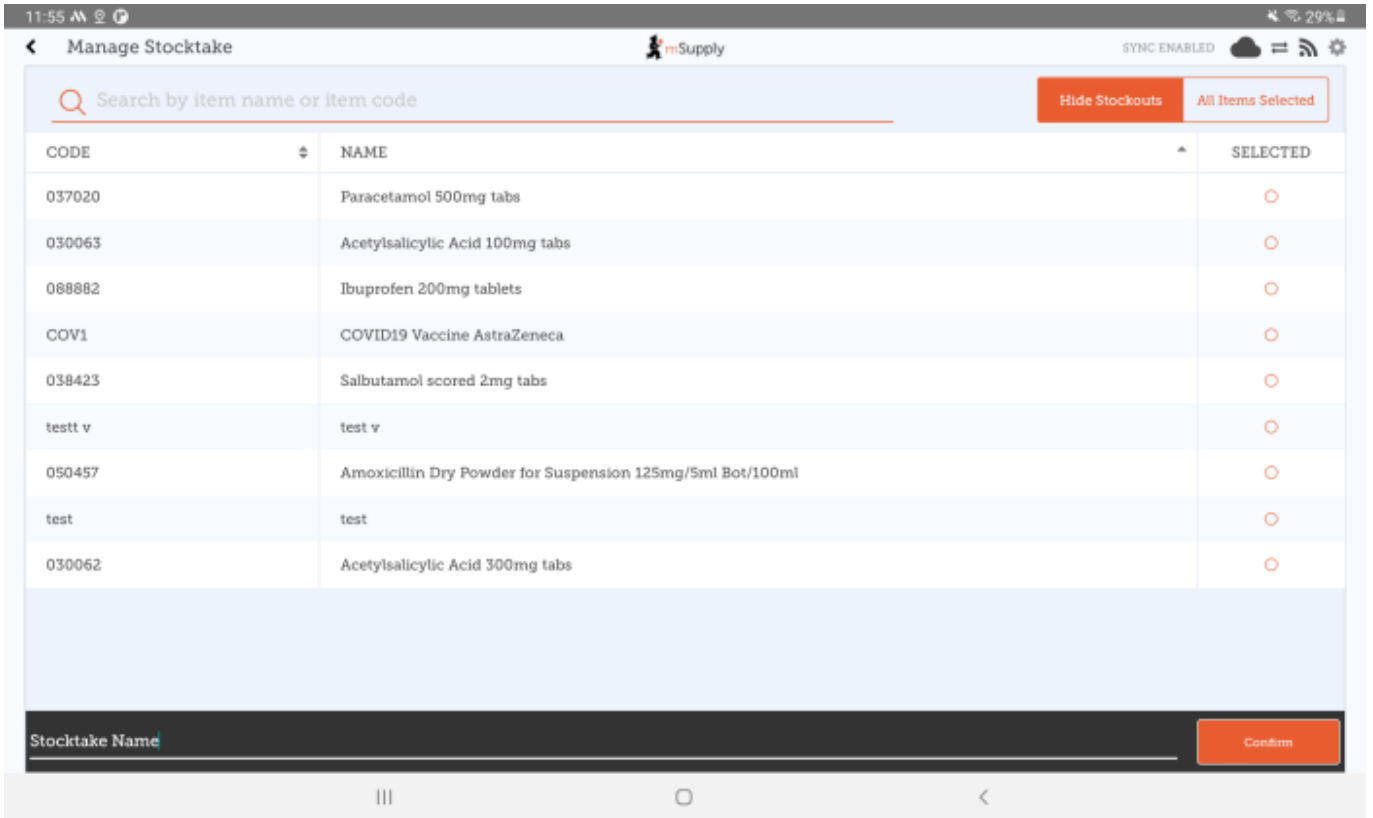 11:55 29%
Manage Stocktake mSupply SYNC ENABLED
Search by item name or item code Hide Stockouts All Items Selected
CODE NAME SELECTED
037020 Paracetamol 500mg tabs
030063 Acetylsalicylic Acid 100mg tabs
088882 Ibuprofen 200mg tablets
COV1 COVID19 Vaccine AstraZeneca
038423 Salbutamol scored 2mg tabs
testt v test v
050457 Amoxicillin Dry Powder for Suspension 125mg/5ml Bot/100ml
test test
030062 Acetylsalicylic Acid 300mg tabs
Stocktake Name Confirm